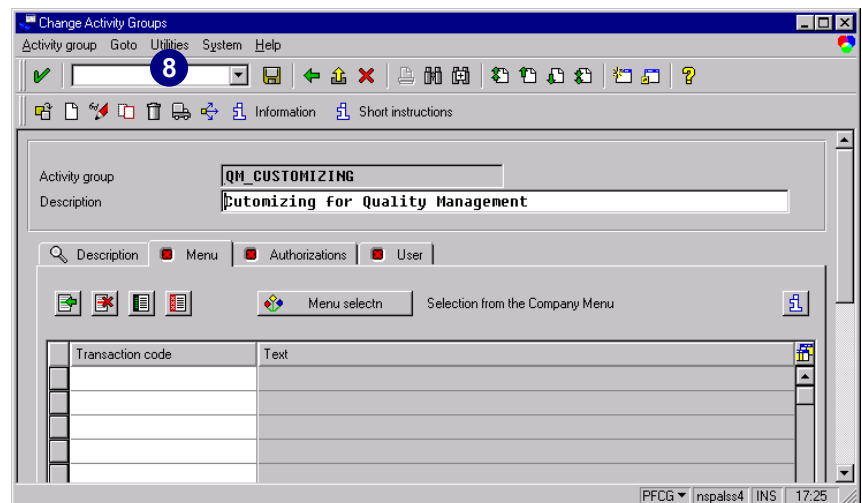 Change Activity Groups
Activity group Goto Utilities System Help
8
Information Short instructions
Activity group QM_CUSTOMIZING
Description Cutomizing for Quality Management
Description Menu Authorizations User
Menu selectn Selection from the Company Menu
Transaction code Text
PFCG nspalss4 INS 17:25